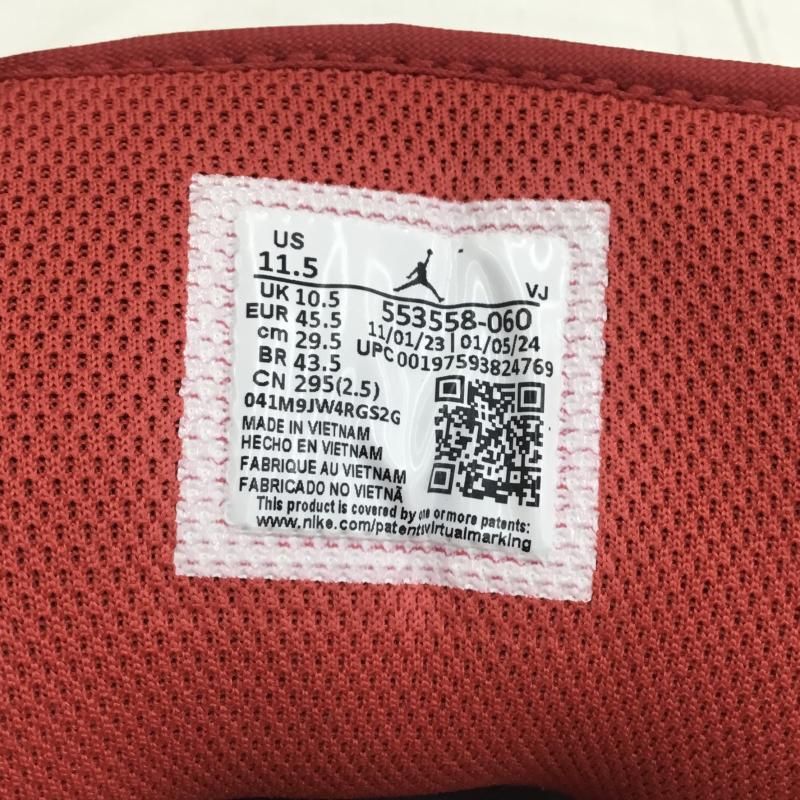 US
11.5
VJ
UK 10.5
EUR 45.5
cm 29.5
BR 43.5
CN 295(2.5)
553558-060
11/01/23 | 01/05/24
UPC 00197593824769
041M9JW4RGS2G
MADE IN VIETNAM
HECHO EN VIETNAM
FABRIQUE AU VIETNAM
FABRICADO NO VIETNÃ
This product is covered by one or more patents:
www.nike.com/patentsvirtualmarking